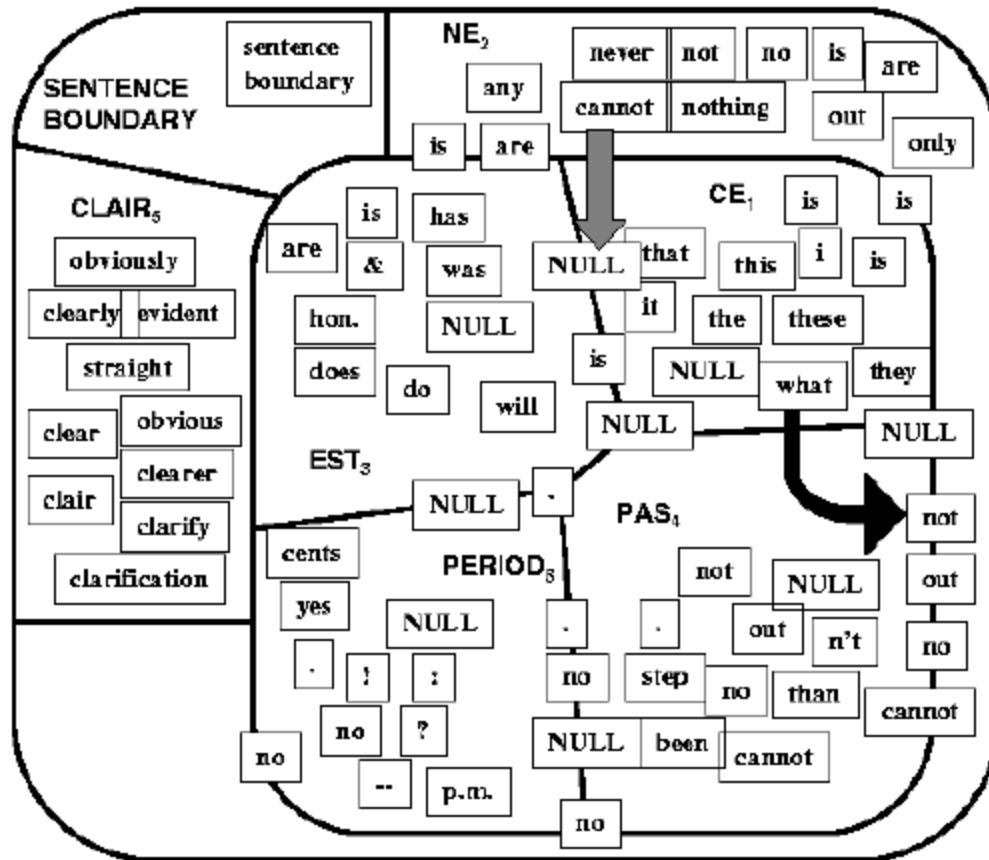 NE₂
sentence
boundary
SENTENCE
BOUNDARY
never
not
no
is
are
any
cannot
nothing
out
only
is
are
CLAIR₅
CE₁
is
has
is
is
are
&
was
NULL
that
this
i
is
obviously
clearly
evident
hon.
NULL
it
the
these
straight
does
do
is
NULL
what
they
will
clear
obvious
NULL
NULL
EST₃
clearer
clair
NULL
.
PAS₄
not
clarify
cents
PERIOD₆
not
NULL
out
clarification
yes
NULL
.
.
out
n't
no
.
!
:
no
step
no
than
cannot
no
?
no
NULL
been
cannot
--
p.m.
no